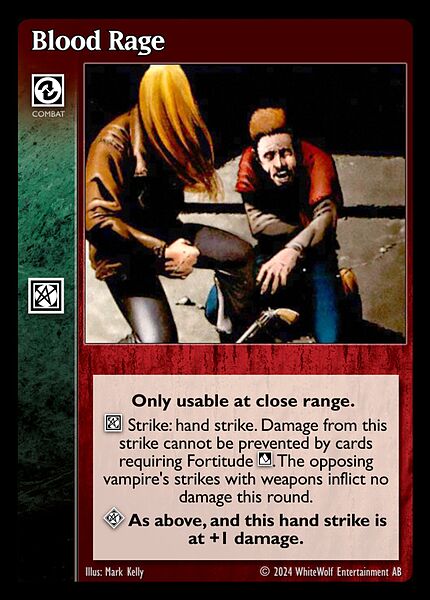 Blood Rage
COMBAT
Only usable at close range.
Strike: hand strike. Damage from this
strike cannot be prevented by cards
requiring Fortitude . The opposing
vampire's strikes with weapons inflict no
damage this round.
As above, and this hand strike is
at +1 damage.
Illus: Mark Kelly
© 2024 WhiteWolf Entertainment AB